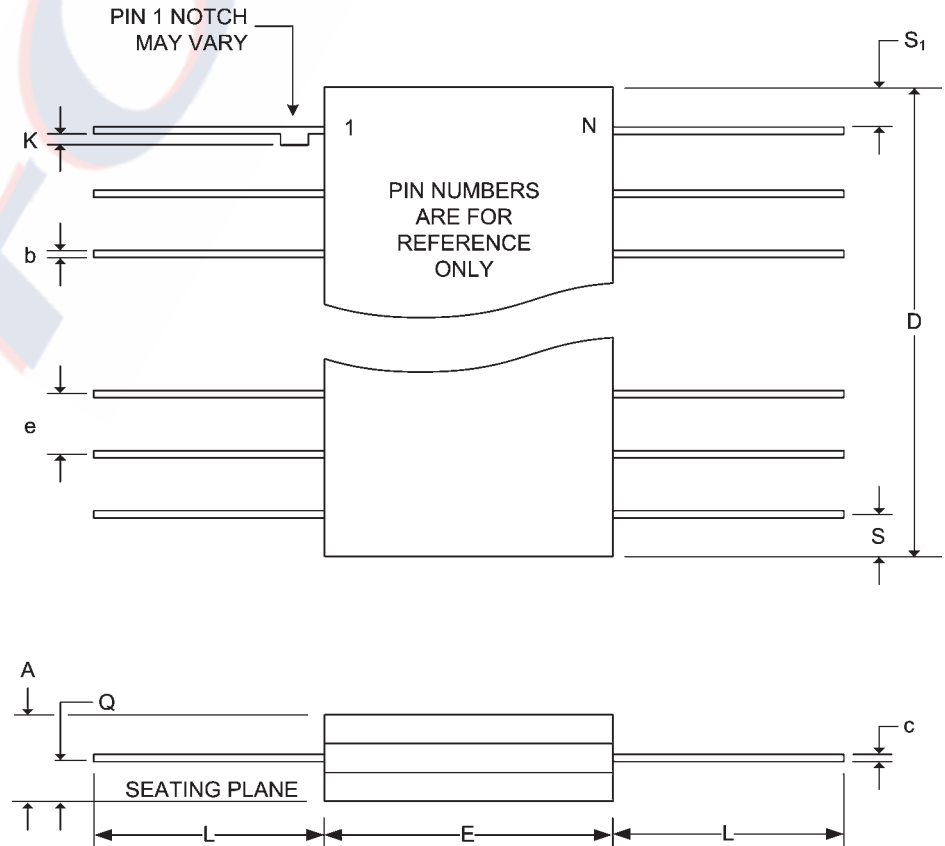 PIN 1 NOTCH
MAY VARY
S₁
K
1
N
PIN NUMBERS
ARE FOR
REFERENCE
ONLY
b
D
e
S
A
Q
c
SEATING PLANE
L
E
L